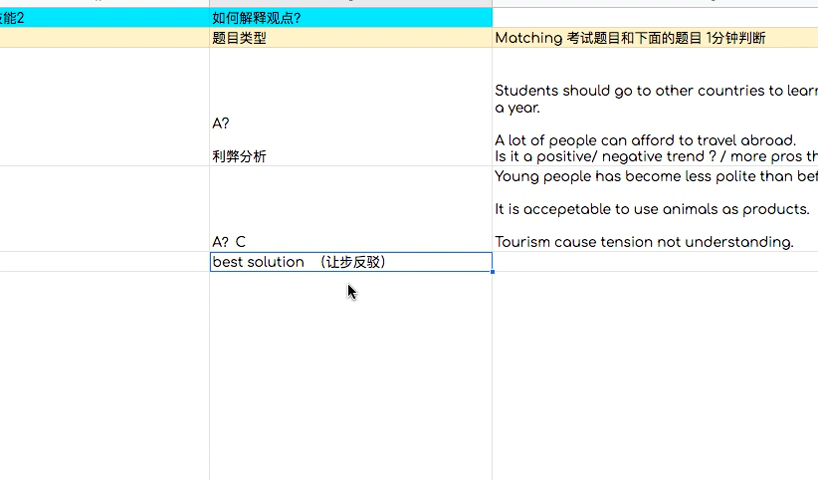 能2
如何解释观点?
题目类型
Matching 考试题目和下面的题目 1分钟判断
A?
利弊分析
Students should go to other countries to learn
a year.
A lot of people can afford to travel abroad.
Is it a positive/ negative trend ? / more pros th
A? C
Young people has become less polite than bef
It is accepetable to use animals as products.
Tourism cause tension not understanding.
best solution （让步反驳）